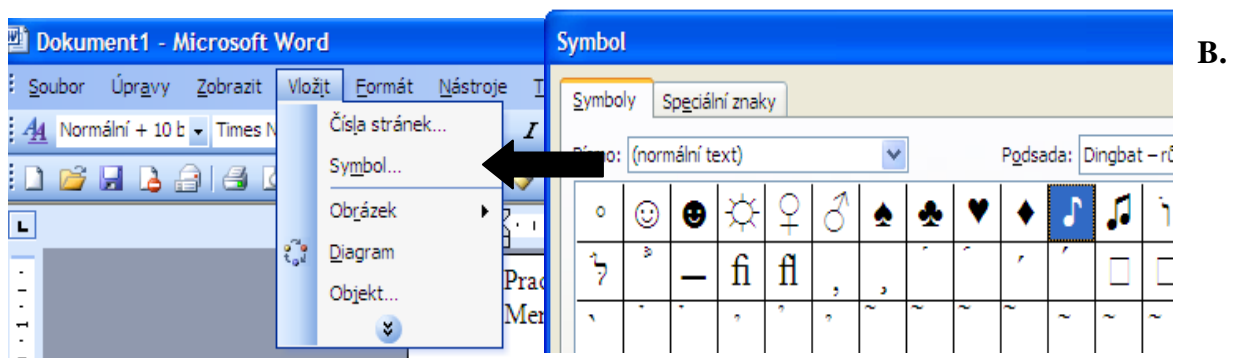 Dokument1 - Microsoft Word
Symbol
B.
Soubor Úpravy Zobrazit Vložit Formát Nástroje
Symboly Speciální znaky
Normální + 10 b Times N
Čísla stránek...
I
(normální text)
Podsada: Dingbat – rů
Symbol...
Obrázek
° ☺ ☻ ☼ ♀ ♂ ♠ ♣ ♥ ♦ ♪ ♫
Diagram
— fi fl
Objekt...
Prac
Mer